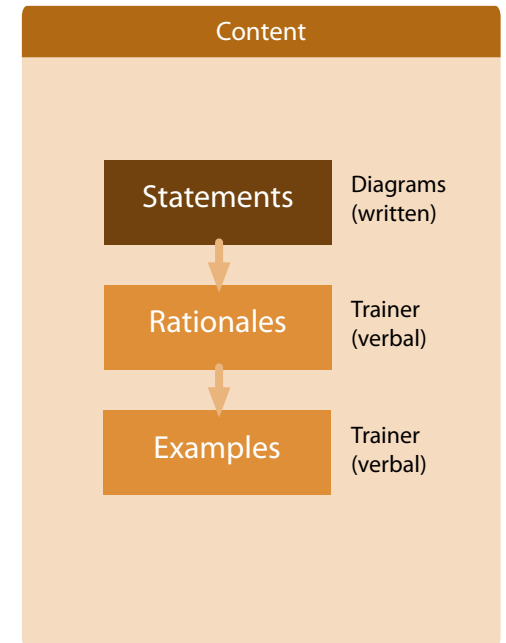 Content
Statements
Diagrams
(written)
Rationales
Trainer
(verbal)
Examples
Trainer
(verbal)